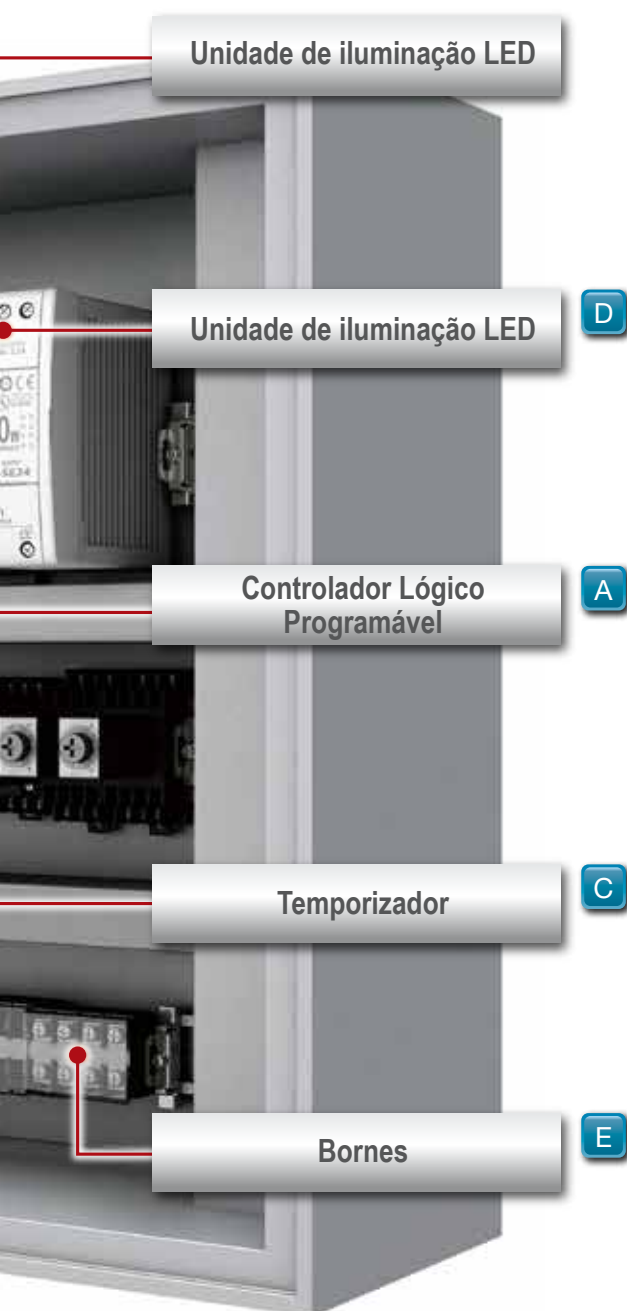 Unidade de iluminação LED
Unidade de iluminação LED
D
Controlador Lógico
Programável
A
Temporizador
C
Bornes
E